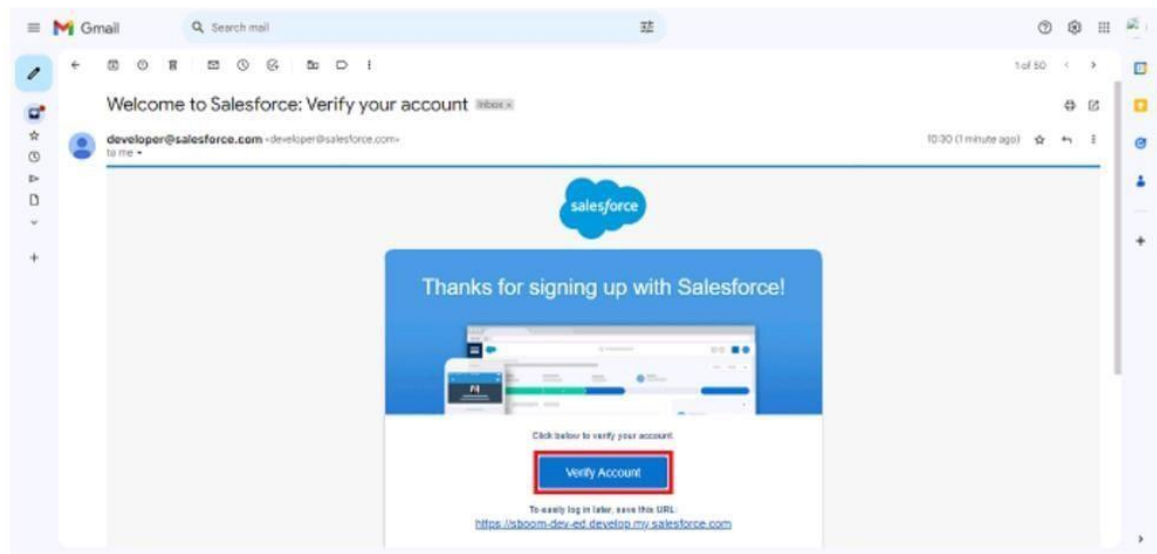 Gmail
Search mail
1 of 50
Welcome to Salesforce: Verify your account Inbox x
developer@salesforce.com <developer@salesforce.com>
10:30 (1 minute ago)
to me
salesforce
Thanks for signing up with Salesforce!
Click below to verify your account.
Verify Account
To easily log in later, save this URL:
https://sboom-dev-ed.develop.my.salesforce.com